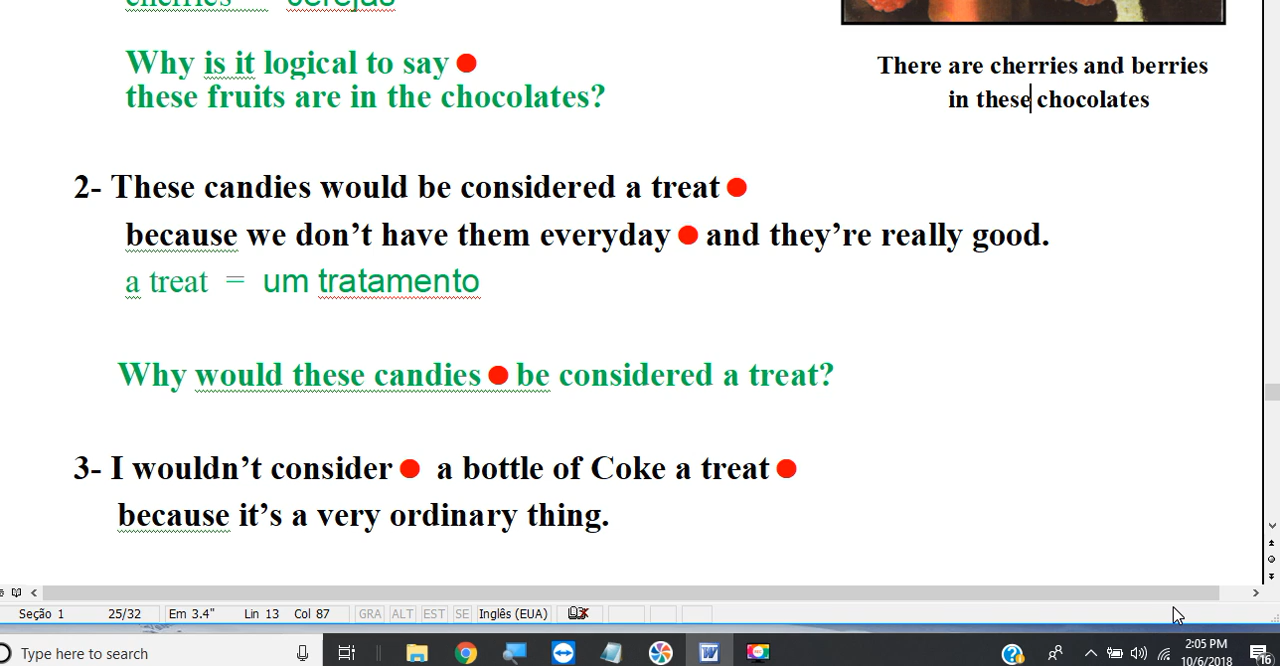 cherries = cerejas
Why is it logical to say
these fruits are in the chocolates?
There are cherries and berries
in these chocolates
2- These candies would be considered a treat
because we don’t have them everyday and they’re really good.
a treat = um tratamento
Why would these candies be considered a treat?
3- I wouldn’t consider a bottle of Coke a treat
because it’s a very ordinary thing.
Seção 1 25/32 Em 3.4" Lin 13 Col 87 GRA ALT EST SE Inglês (EUA)
Type here to search
2:05 PM
10/6/2018
16